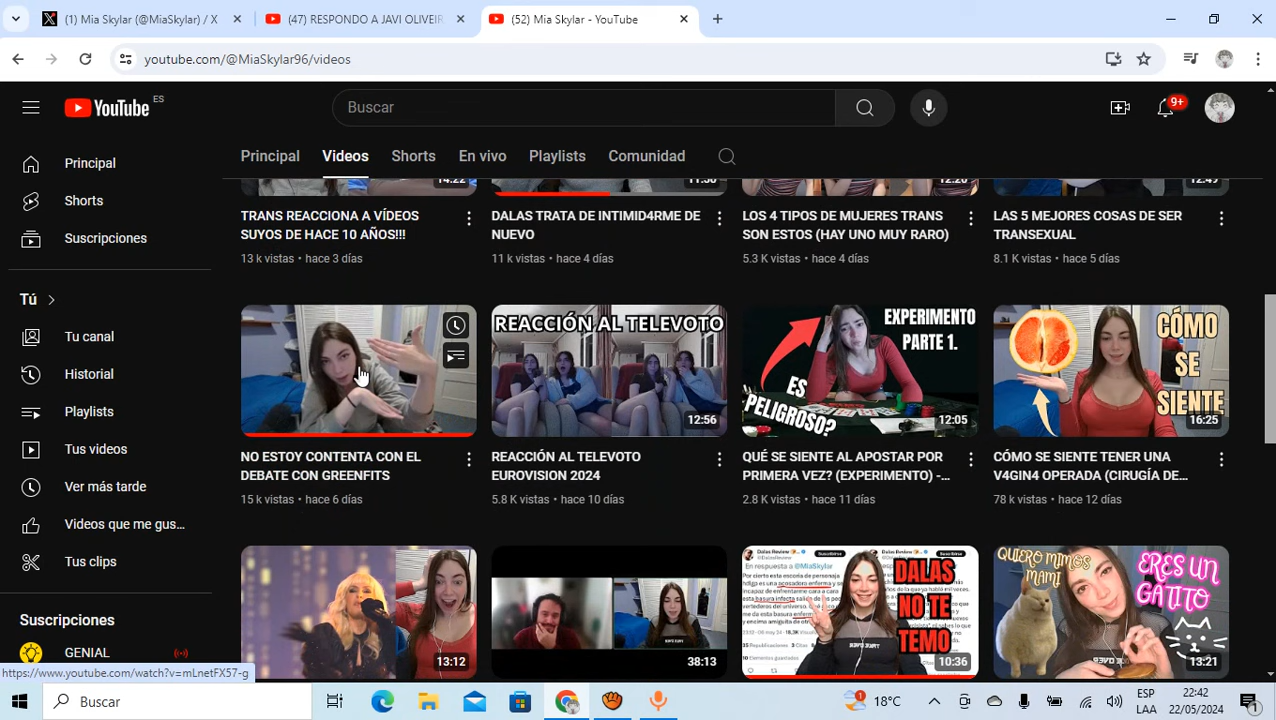 (1) Mia Skylar (@MiaSkylar) / X
(47) RESPONDO A JAVI OLIVEIR
(52) Mia Skylar - YouTube
youtube.com/@MiaSkylar96/videos
YouTube ES
Buscar
9+
Principal
Videos
Shorts
En vivo
Playlists
Comunidad
Principal
Shorts
Suscripciones
Tú
Tu canal
Historial
Playlists
Tus videos
Ver más tarde
Videos que me gus...
Tus clips
14:22
11:50
12:20
12:49
TRANS REACCIONA A VÍDEOS
SUYOS DE HACE 10 AÑOS!!!
13 k vistas • hace 3 días
DALAS TRATA DE INTIMID4RME DE
NUEVO
11 k vistas • hace 4 días
LOS 4 TIPOS DE MUJERES TRANS
SON ESTOS (HAY UNO MUY RARO)
5.3 K vistas • hace 4 días
LAS 5 MEJORES COSAS DE SER
TRANSEXUAL
8.1 K vistas • hace 5 días
NO ESTOY CONTENTA CON EL
DEBATE CON GREENFITS
15 k vistas • hace 6 días
REACCIÓN AL TELEVOTO
12:56
REACCIÓN AL TELEVOTO
EUROVISION 2024
5.8 K vistas • hace 10 días
EXPERIMENTO
PARTE 1.
ES
PELIGROSO?
12:05
QUÉ SE SIENTE AL APOSTAR POR
PRIMERA VEZ? (EXPERIMENTO) -...
2.8 K vistas • hace 11 días
CÓMO
SE
SIENTE
16:25
CÓMO SE SIENTE TENER UNA
V4GIN4 OPERADA (CIRUGÍA DE...
78 k vistas • hace 12 días
13:12
38:13
Dalas Review
Dalas Review
En respuesta a @MiaSkylar
DALAS
NO TE
TEMO
10:36
QUIERE MIMOS
MAMI
ERES UN
GATITO
13:21
https://www.youtube.com/watch?v=mLnetFX57-g
Buscar
18°C
ESP
LAA
22:42
22/05/2024
1